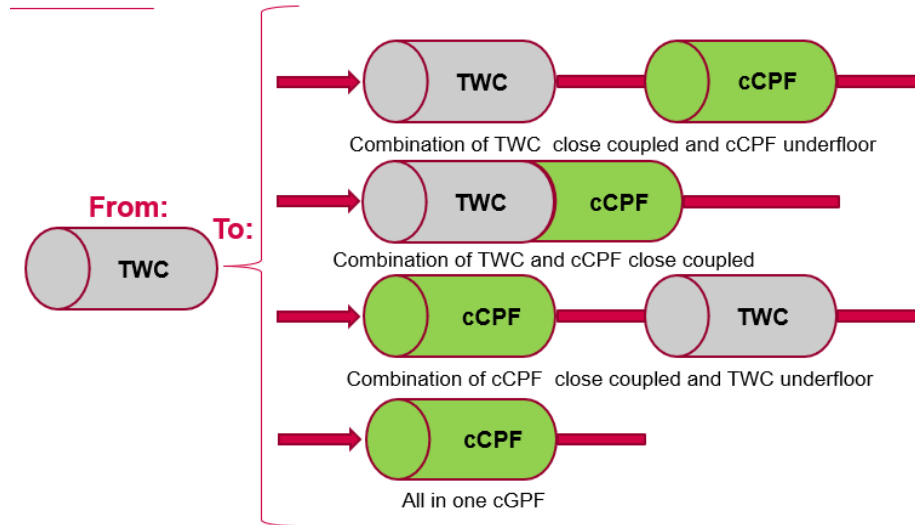 TWC
cCPF
Combination of TWC close coupled and cCPF underfloor
From:
To:
TWC
TWC
cCPF
Combination of TWC and cCPF close coupled
cCPF
TWC
Combination of cCPF close coupled and TWC underfloor
cCPF
All in one cGPF